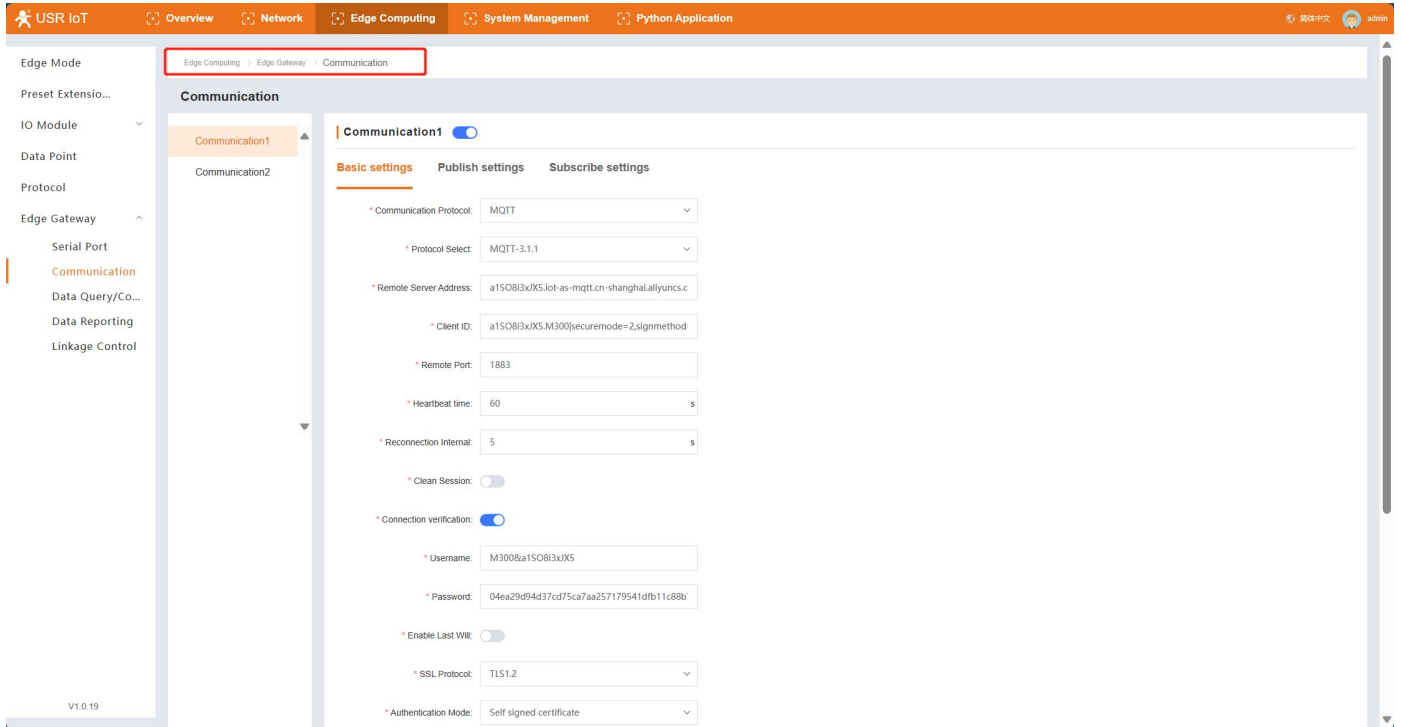 USR IoT Overview Network Edge Computing System Management Python Application 简体中文 admin
Edge Mode
Preset Extensio...
IO Module
Data Point
Protocol
Edge Gateway
Serial Port
Communication
Data Query/Co...
Data Reporting
Linkage Control
V1.0.19
Edge Computing > Edge Gateway > Communication
Communication
Communication1
Communication2
Communication1
Basic settings Publish settings Subscribe settings
* Communication Protocol: MQTT
* Protocol Select: MQTT-3.1.1
* Remote Server Address: a1SO8i3xJX5.iot-as-mqtt.cn-shanghai.aliyuncs.c
* Client ID: a1SO8i3xJX5.M300|securemode=2,signmethod
* Remote Port: 1883
* Heartbeat time: 60 s
* Reconnection Internal: 5 s
* Clean Session:
* Connection verification:
* Username: M300&a1SO8i3xJX5
* Password: 04ea29d94d37cd75ca7aa257179541dfb11c88b
* Enable Last Will:
* SSL Protocol: TLS1.2
* Authentication Mode: Self signed certificate